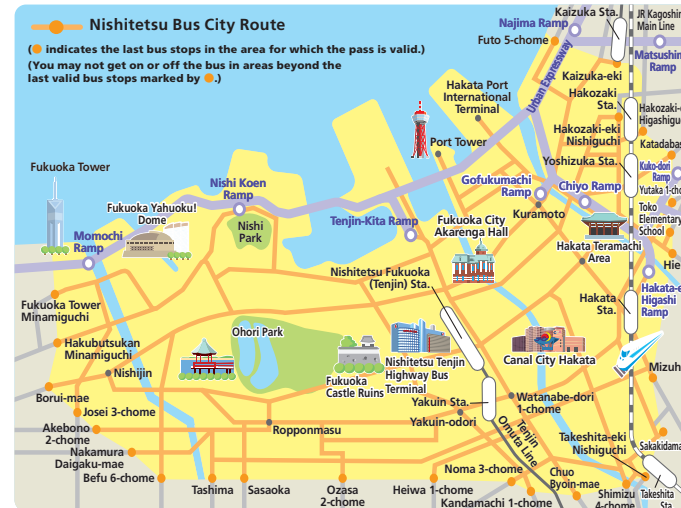 Nishitetsu Bus City Route
(● indicates the last bus stops in the area for which the pass is valid.)
(You may not get on or off the bus in areas beyond the
last valid bus stops marked by ●.)
Kaizuka Sta.
JR Kagoshim
Main Line
Najima Ramp
Futo 5-chome
Matsushim
Ramp
Urban Expressway
Kaizuka-eki
Hakata Port
International
Terminal
Hakozaki
Sta.
Hakozaki-e
Higashigu
Hakozaki-eki
Nishiguchi
Katadabas
Port Tower
Yoshizuka Sta.
Kuko-dori
Ramp
Fukuoka Tower
Nishi Koen
Ramp
Gofukumachi
Ramp
Chiyo Ramp
Yutaka 1-cho
Fukuoka Yahuoku!
Dome
Kuramoto
Toko
Elementary
School
Nishi
Park
Tenjin-Kita Ramp
Fukuoka City
Akarenga Hall
Momochi
Ramp
Hakata Teramachi
Area
Hie
Nishitetsu Fukuoka
(Tenjin) Sta.
Hakata-e
Higashi
Ramp
Fukuoka Tower
Minamiguchi
Hakata
Sta.
Ohori Park
Hakubutsukan
Minamiguchi
Nishijin
Fukuoka
Castle Ruins
Nishitetsu Tenjin
Highway Bus
Terminal
Canal City Hakata
Mizuh
Borui-mae
Yakuin Sta.
Watanabe-dori
1-chome
Josei 3-chome
Yakuin-odori
Akebono
2-chome
Ropponmasu
Tenjin
Omuta Line
Takeshita-eki
Nishiguchi
Sakakidama
Nakamura
Daigaku-mae
Noma 3-chome
Chuo
Byoin-mae
Befu 6-chome
Tashima
Sasaoka
Ozasa
2-chome
Heiwa 1-chome
Kandamachi 1-chome
Shimizu
4-chome
Takeshita
Sta.